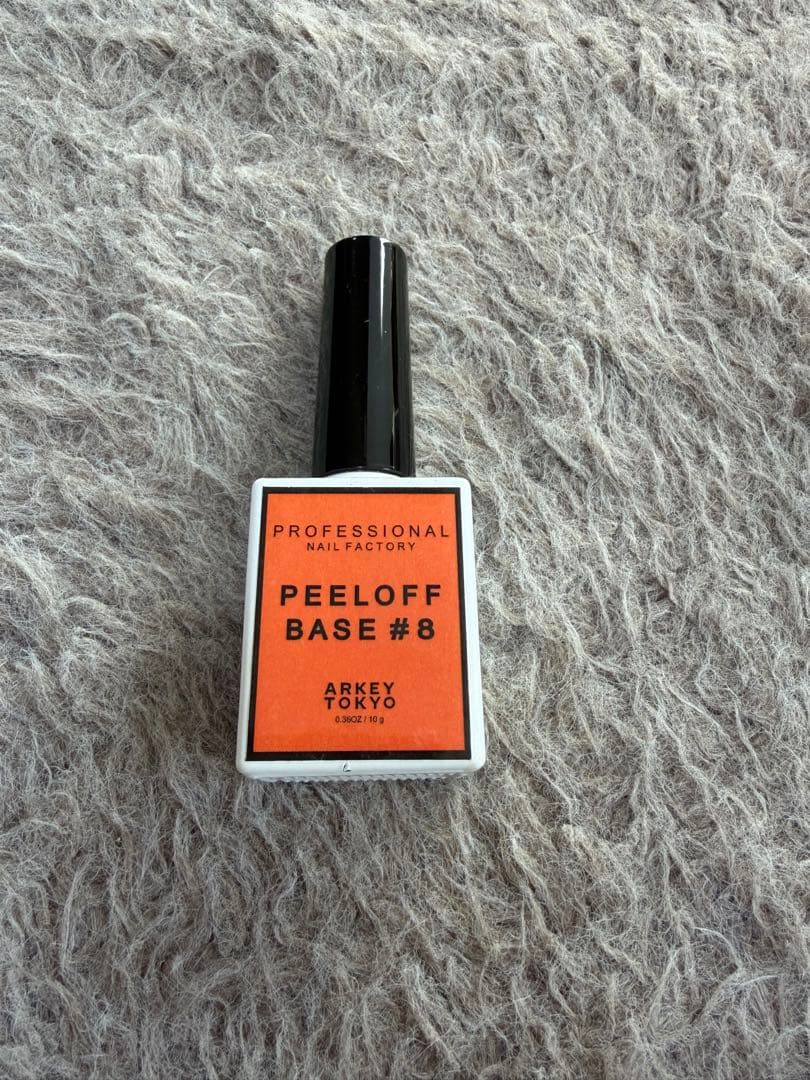 PROFESSIONAL
NAIL FACTORY
PEELOFF
BASE #8
ARKEY
TOKYO
0.36OZ / 10 g